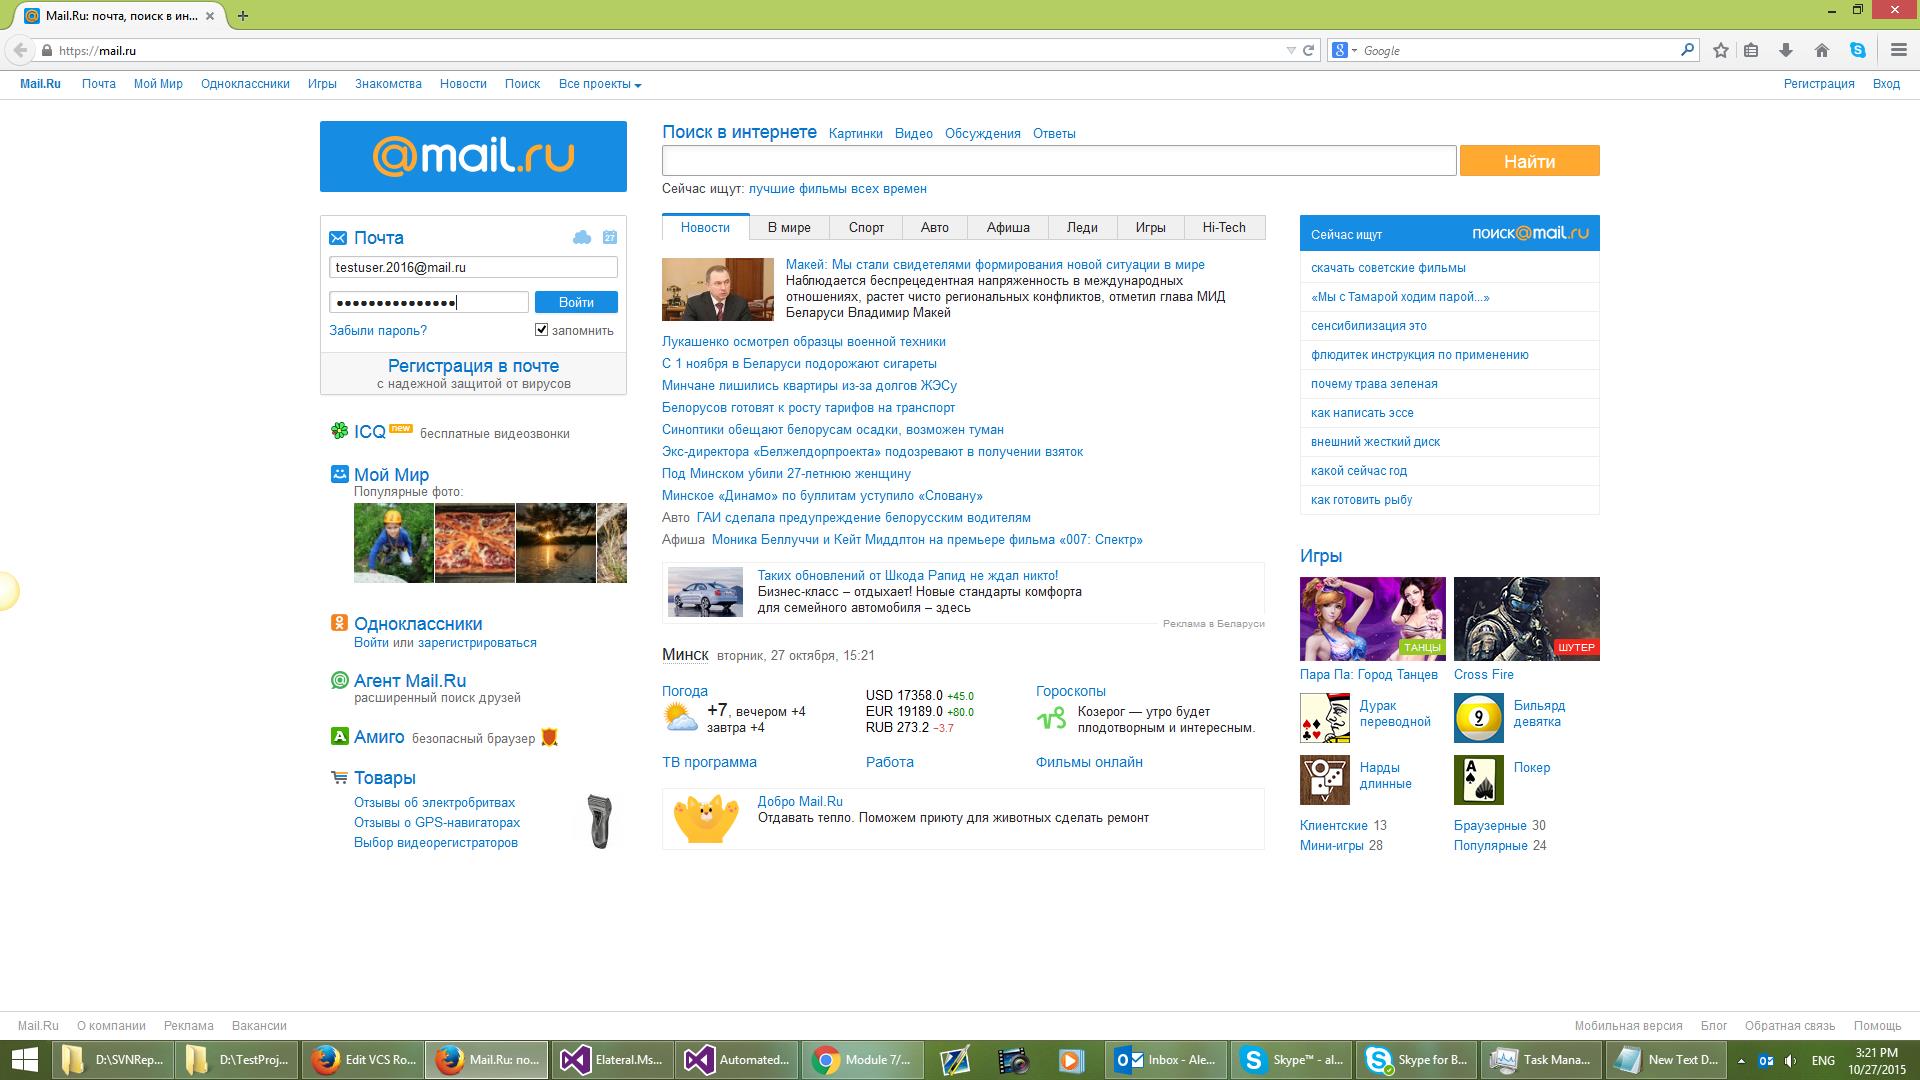 Mail.Ru: почта, поиск в ин...
https://mail.ru
Google
Mail.Ru Почта Мой Мир Одноклассники Игры Знакомства Новости Поиск Все проекты
Регистрация Вход
@mail.ru
Поиск в интернете Картинки Видео Обсуждения Ответы
Найти
Сейчас ищут: лучшие фильмы всех времен
Почта
27
testuser.2016@mail.ru
Войти
Забыли пароль?
запомнить
Регистрация в почте
с надежной защитой от вирусов
ICQ new бесплатные видеозвонки
Мой Мир
Популярные фото:
Одноклассники
Войти или зарегистрироваться
Агент Mail.Ru
расширенный поиск друзей
Амиго безопасный браузер
Товары
Отзывы об электробритвах
Отзывы о GPS-навигаторах
Выбор видеорегистраторов
Новости В мире Спорт Авто Афиша Леди Игры Hi-Tech
Макей: Мы стали свидетелями формирования новой ситуации в мире
Наблюдается беспрецедентная напряженность в международных
отношениях, растет чисто региональных конфликтов, отметил глава МИД
Беларуси Владимир Макей
Лукашенко осмотрел образцы военной техники
С 1 ноября в Беларуси подорожают сигареты
Минчане лишились квартиры из-за долгов ЖЭСу
Белорусов готовят к росту тарифов на транспорт
Синоптики обещают белорусам осадки, возможен туман
Экс-директора «Белжелдорпроекта» подозревают в получении взяток
Под Минском убили 27-летнюю женщину
Минское «Динамо» по буллитам уступило «Словану»
Авто ГАИ сделала предупреждение белорусским водителям
Афиша Моника Беллуччи и Кейт Миддлтон на премьере фильма «007: Спектр»
Таких обновлений от Шкода Рапид не ждал никто!
Бизнес-класс – отдыхает! Новые стандарты комфорта
для семейного автомобиля – здесь
Реклама в Беларуси
Минск вторник, 27 октября, 15:21
Погода
+7, вечером +4
завтра +4
USD 17358.0 +45.0
EUR 19189.0 +80.0
RUB 273.2 −3.7
Гороскопы
Козерог — утро будет
плодотворным и интересным.
ТВ программа
Работа
Фильмы онлайн
Добро Mail.Ru
Отдавать тепло. Поможем приюту для животных сделать ремонт
Сейчас ищут
поиск@mail.ru
скачать советские фильмы
«Мы с Тамарой ходим парой...»
сенсибилизация это
флюдитек инструкция по применению
почему трава зеленая
как написать эссе
внешний жесткий диск
какой сейчас год
как готовить рыбу
Игры
ТАНЦЫ
ШУТЕР
Пара Па: Город Танцев
Cross Fire
Дурак
переводной
9
Бильярд
девятка
Нарды
длинные
A
Покер
Клиентские 13
Браузерные 30
Мини-игры 28
Популярные 24
Mail.Ru О компании Реклама Вакансии
Мобильная версия Блог Обратная связь Помощь
D:\SVNRep...
D:\TestProj...
Edit VCS Ro...
Mail.Ru: по...
Elateral.Ms...
Automated...
Module 7/...
Inbox - Ale...
Skype™ - al...
Skype for B...
Task Mana...
New Text D...
ENG
3:21 PM
10/27/2015